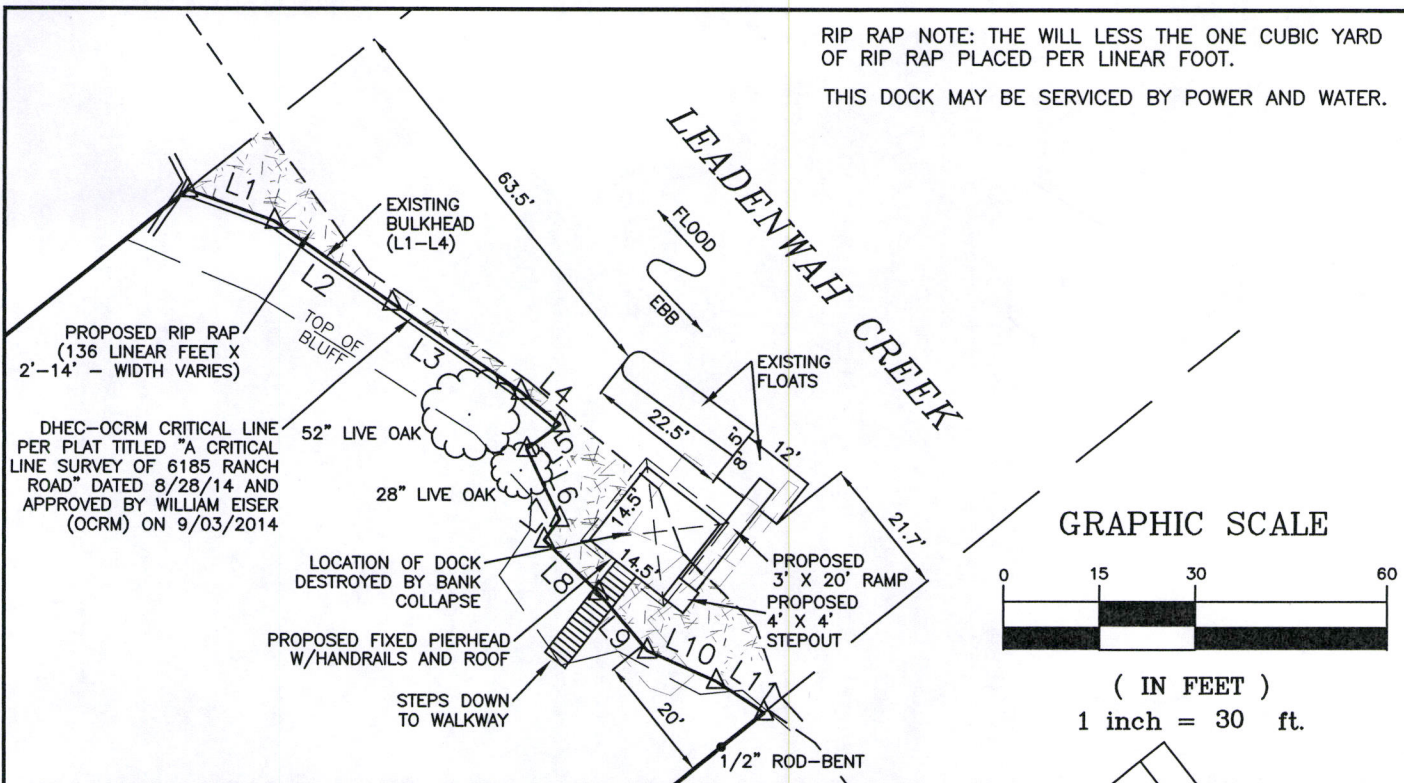 RIP RAP NOTE: THE WILL LESS THE ONE CUBIC YARD
OF RIP RAP PLACED PER LINEAR FOOT.
THIS DOCK MAY BE SERVICED BY POWER AND WATER.
LEADENWAH CREEK
63.5'
FLOOD
EBB
L1
EXISTING
BULKHEAD
(L1-L4)
L2
TOP OF
BLUFF
L3
L4
L5
L6
L8
L9
L10
L11
PROPOSED RIP RAP
(136 LINEAR FEET X
2'-14' - WIDTH VARIES)
DHEC-OCRM CRITICAL LINE
PER PLAT TITLED "A CRITICAL
LINE SURVEY OF 6185 RANCH
ROAD" DATED 8/28/14 AND
APPROVED BY WILLIAM EISER
(OCRM) ON 9/03/2014
52" LIVE OAK
28" LIVE OAK
EXISTING
FLOATS
22.5'
8.5'
12'
14.5'
14.5'
21.7'
LOCATION OF DOCK
DESTROYED BY BANK
COLLAPSE
PROPOSED
3' X 20' RAMP
PROPOSED
4' X 4'
STEPOUT
PROPOSED FIXED PIERHEAD
W/HANDRAILS AND ROOF
STEPS DOWN
TO WALKWAY
20'
1/2" ROD-BENT
GRAPHIC SCALE
0 15 30 60
( IN FEET )
1 inch = 30 ft.